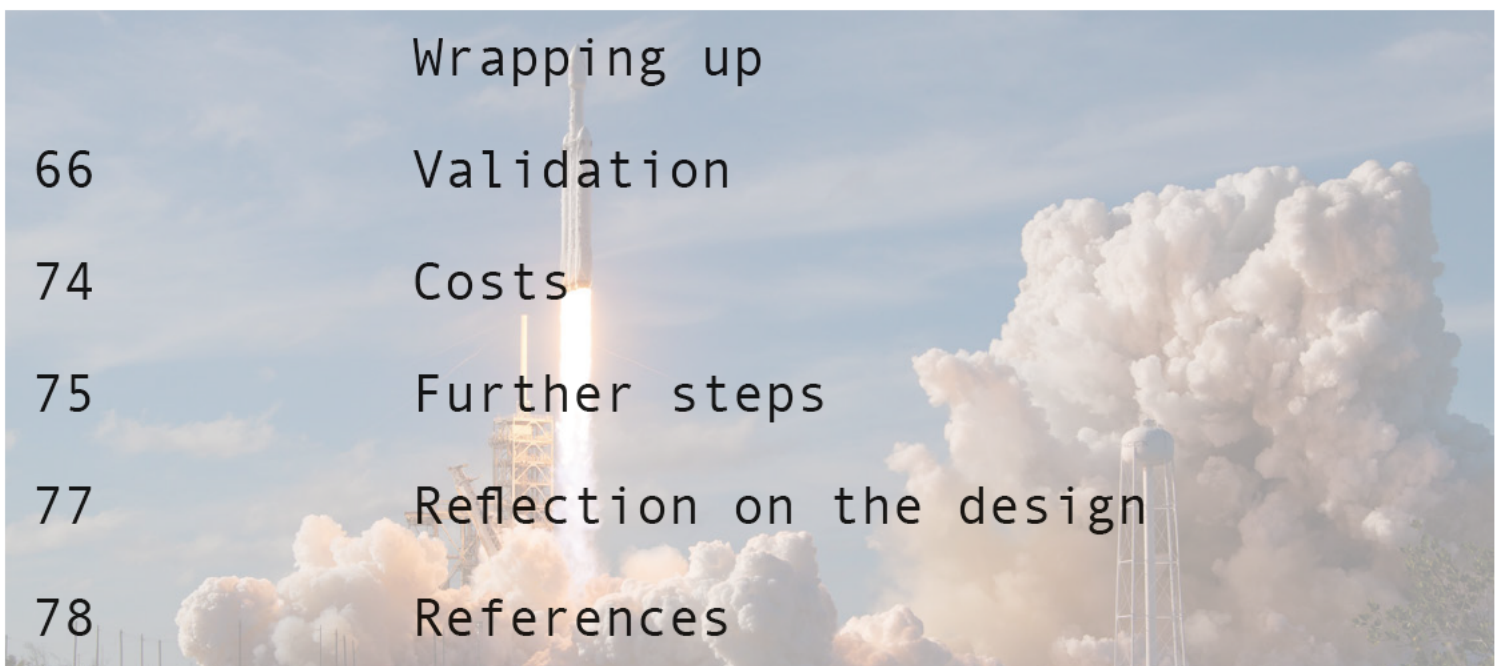 Wrapping up
66 Validation
74 Costs
75 Further steps
77 Reflection on the design
78 References